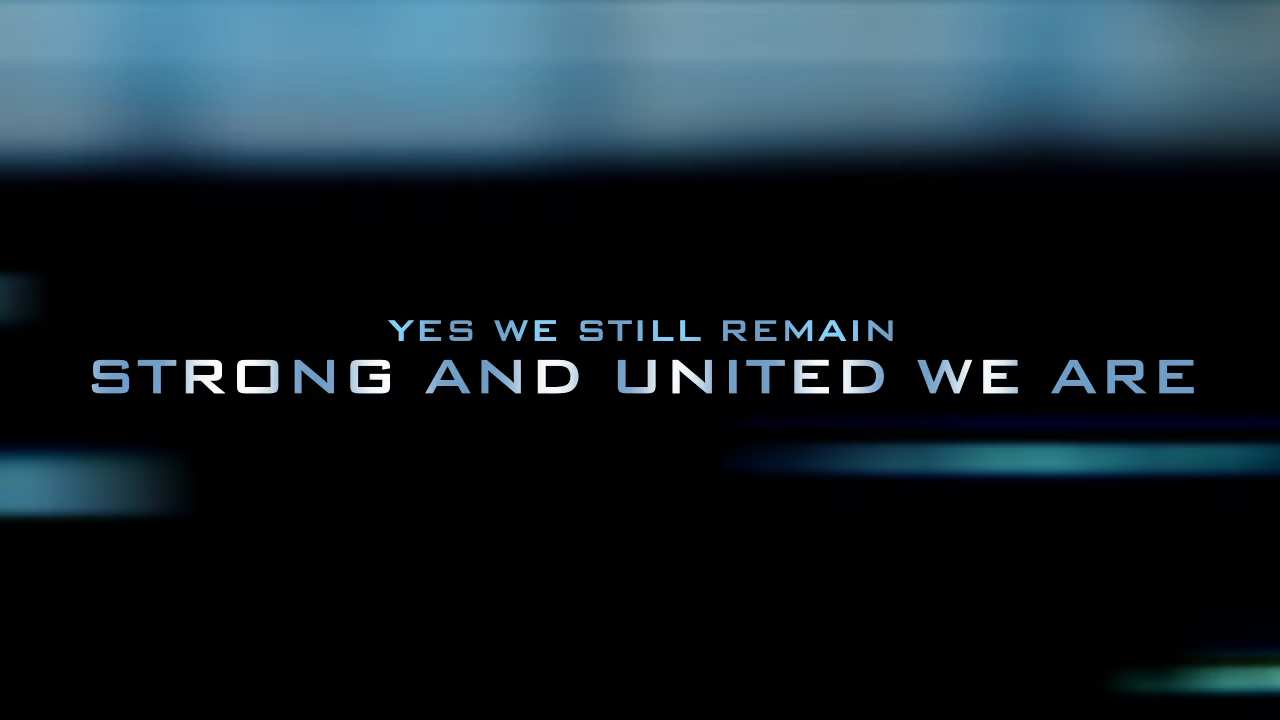 YES WE STILL REMAIN
STRONG AND UNITED WE ARE